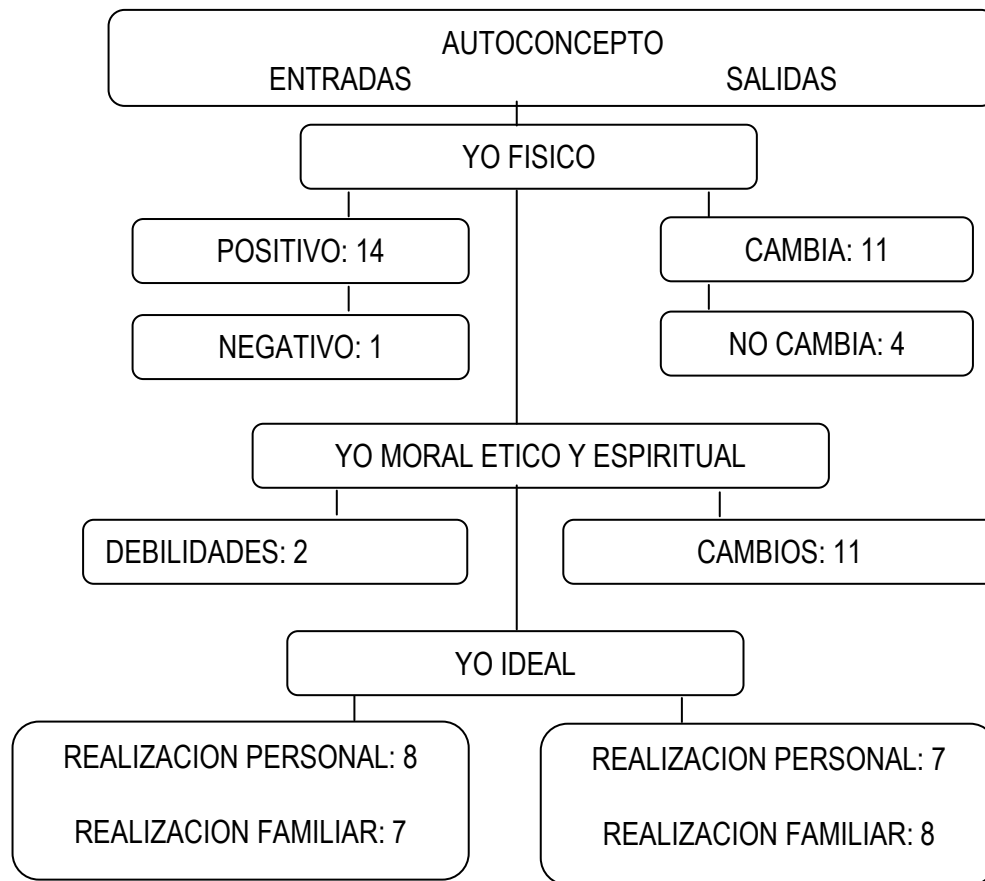 AUTOCONCEPTO
ENTRADAS SALIDAS
YO FISICO
POSITIVO: 14
CAMBIA: 11
NEGATIVO: 1
NO CAMBIA: 4
YO MORAL ETICO Y ESPIRITUAL
DEBILIDADES: 2
CAMBIOS: 11
YO IDEAL
REALIZACION PERSONAL: 8
REALIZACION FAMILIAR: 7
REALIZACION PERSONAL: 7
REALIZACION FAMILIAR: 8